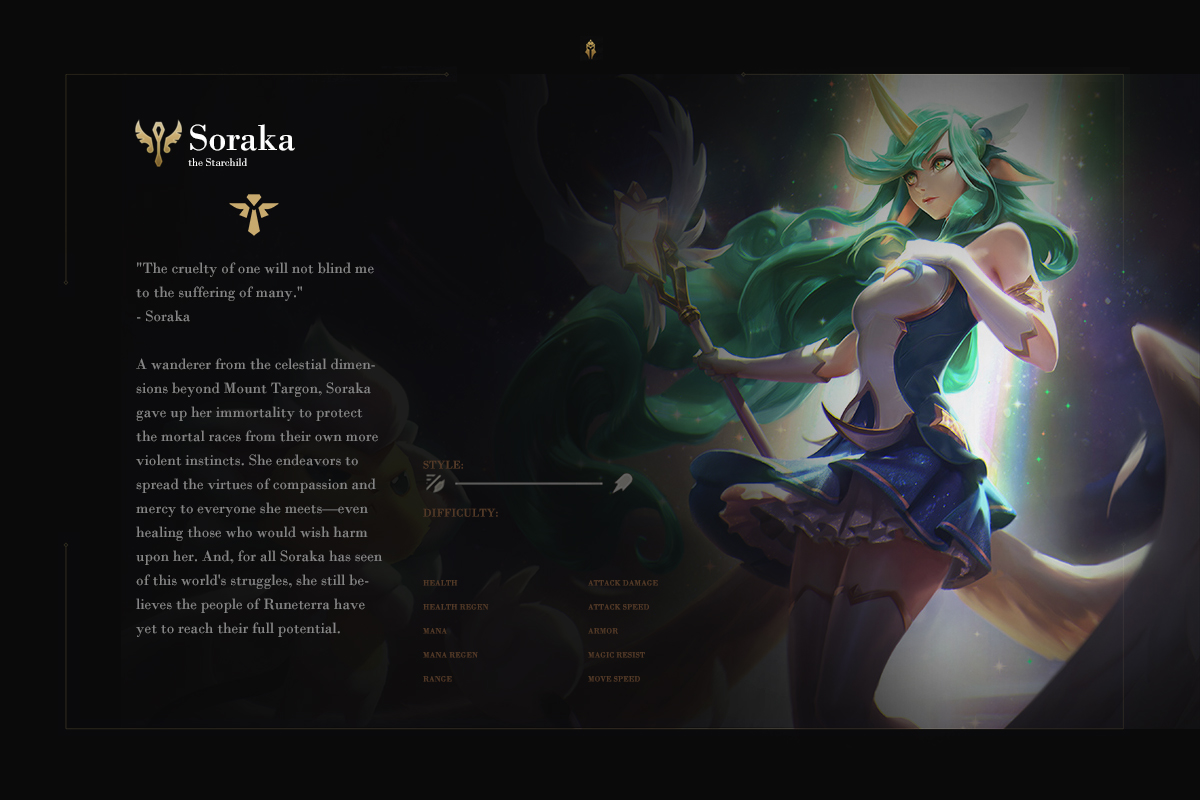 Soraka
the Starchild
"The cruelty of one will not blind me
to the suffering of many."
- Soraka
A wanderer from the celestial dimen-
sions beyond Mount Targon, Soraka
gave up her immortality to protect
the mortal races from their own more
violent instincts. She endeavors to
spread the virtues of compassion and
mercy to everyone she meets—even
healing those who would wish harm
upon her. And, for all Soraka has seen
of this world's struggles, she still be-
lieves the people of Runeterra have
yet to reach their full potential.
STYLE:
DIFFICULTY:
HEALTH
HEALTH REGEN
MANA
MANA REGEN
RANGE
ATTACK DAMAGE
ATTACK SPEED
ARMOR
MAGIC RESIST
MOVE SPEED